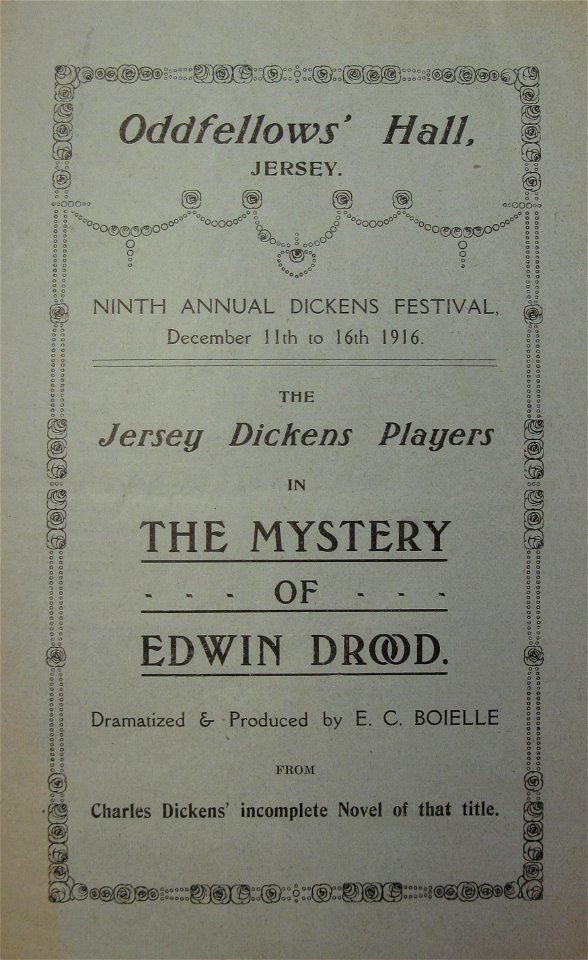 Oddfellows' Hall,
JERSEY.
NINTH ANNUAL DICKENS FESTIVAL,
December 11th to 16th 1916.
THE
Jersey Dickens Players
IN
THE MYSTERY
- - - OF - - -
EDWIN DROOD.
Dramatized & Produced by E. C. BOIELLE
FROM
Charles Dickens' incomplete Novel of that title.